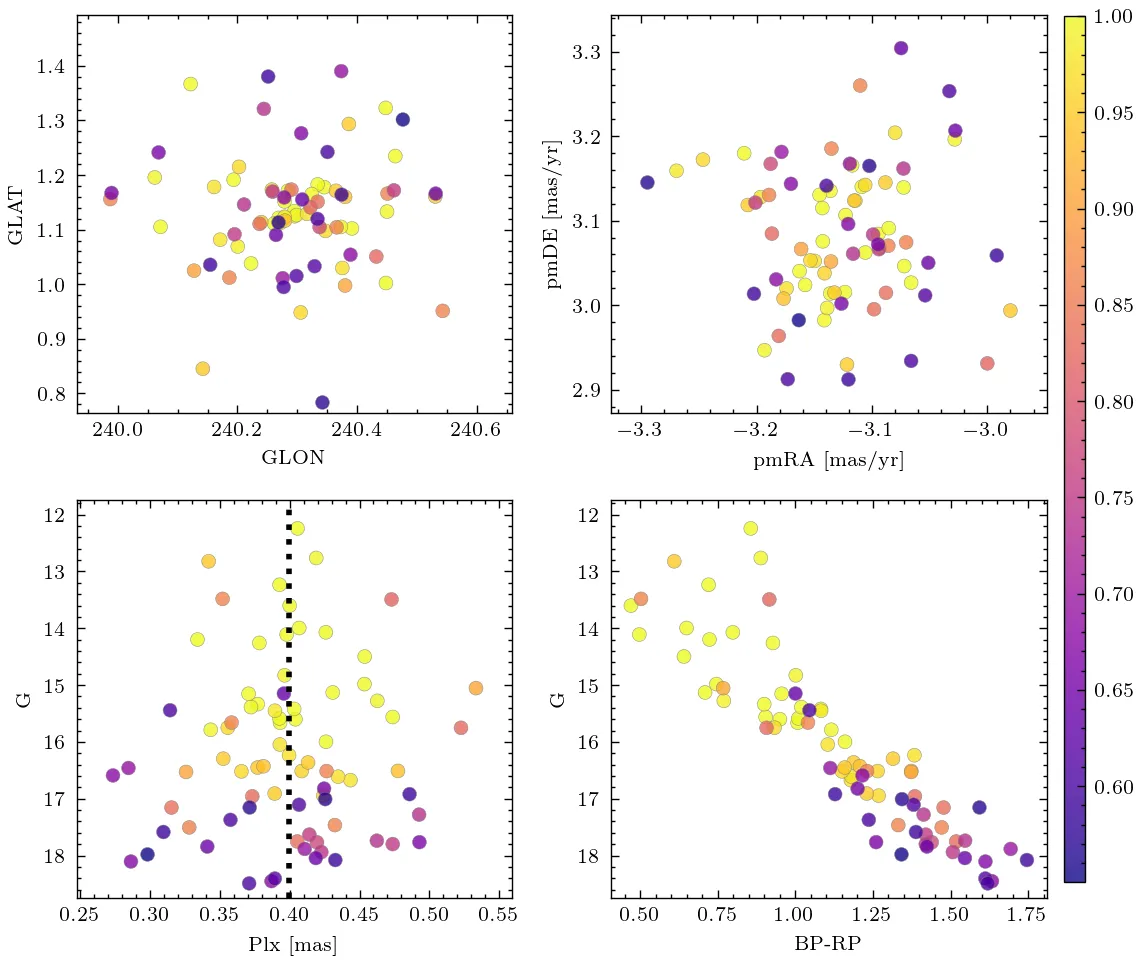 1.4
1.3
1.2
1.1
1.0
0.9
0.8
GLAT
240.0 240.2 240.4 240.6
GLON
3.3
3.2
3.1
3.0
2.9
pmDE [mas/yr]
−3.3 −3.2 −3.1 −3.0
pmRA [mas/yr]
1.00
0.95
0.90
0.85
0.80
0.75
0.70
0.65
0.60
12
13
14
15
16
17
18
G
0.25 0.30 0.35 0.40 0.45 0.50 0.55
Plx [mas]
12
13
14
15
16
17
18
G
0.50 0.75 1.00 1.25 1.50 1.75
BP-RP